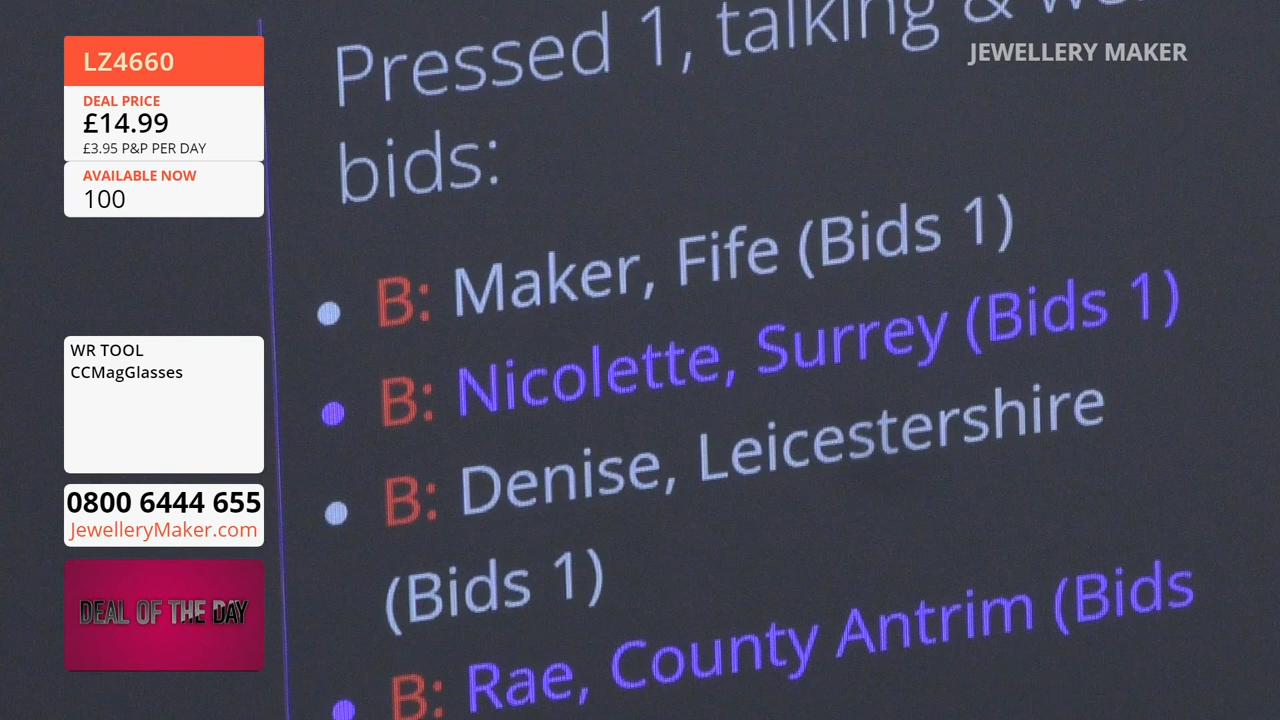 LZ4660
DEAL PRICE
£14.99
£3.95 P&P PER DAY
AVAILABLE NOW
100
WR TOOL
CCMagGlasses
0800 6444 655
JewelleryMaker.com
DEAL OF THE DAY
JEWELLERY MAKER
Pressed 1, talking &
bids:
• B: Maker, Fife (Bids 1)
• B: Nicolette, Surrey (Bids 1)
• B: Denise, Leicestershire
(Bids 1)
• B: Rae, County Antrim (Bids